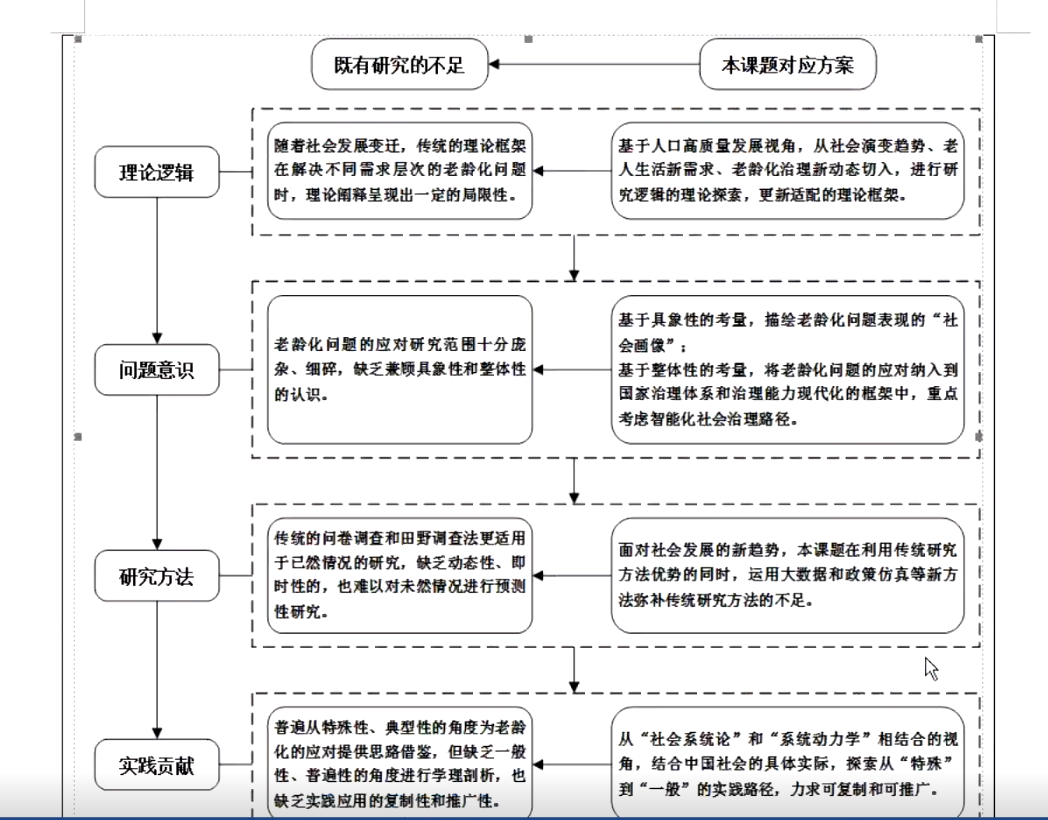 既有研究的不足
本课题对应方案
理论逻辑
随着社会发展变迁，传统的理论框架
在解决不同需求层次的老龄化问题
时，理论阐释呈现出一定的局限性。
基于人口高质量发展视角，从社会演变趋势、老
人生活新需求、老龄化治理新动态切入，进行研
究逻辑的理论探索，更新适配的理论框架。
问题意识
老龄化问题的应对研究范围十分庞
杂、细碎，缺乏兼顾具象性和整体性
的认识。
基于具象性的考量，描绘老龄化问题表现的“社
会画像”；
基于整体性的考量，将老龄化问题的应对纳入到
国家治理体系和治理能力现代化的框架中，重点
考虑智能化社会治理路径。
研究方法
传统的问卷调查和田野调查法更适用
于已然情况的研究，缺乏动态性、即
时性的，也难以对未然情况进行预测
性研究。
面对社会发展的新趋势，本课题在利用传统研究
方法优势的同时，运用大数据和政策仿真等新方
法弥补传统研究方法的不足。
实践贡献
普遍从特殊性、典型性的角度为老龄
化的应对提供思路借鉴，但缺乏一般
性、普遍性的角度进行学理剖析，也
缺乏实践应用的复制性和推广性。
从“社会系统论”和“系统动力学”相结合的视
角，结合中国社会的具体实际，探索从“特殊”
到“一般”的实践路径，力求可复制和可推广。